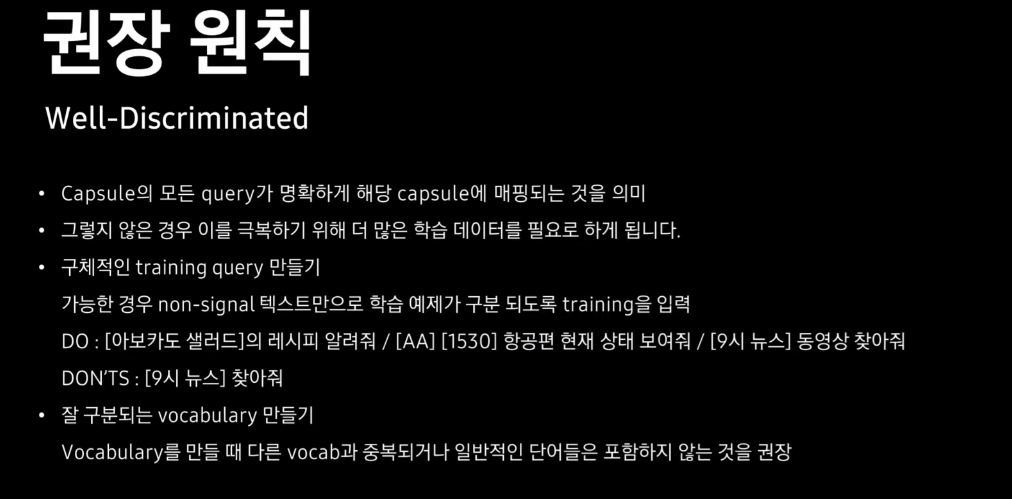 권장 원칙
Well-Discriminated
• Capsule의 모든 query가 명확하게 해당 capsule에 매핑되는 것을 의미
• 그렇지 않은 경우 이를 극복하기 위해 더 많은 학습 데이터를 필요로 하게 됩니다.
• 구체적인 training query 만들기
가능한 경우 non-signal 텍스트만으로 학습 예제가 구분 되도록 training을 입력
DO : [아보카도 샐러드]의 레시피 알려줘 / [AA] [1530] 항공편 현재 상태 보여줘 / [9시 뉴스] 동영상 찾아줘
DON’TS : [9시 뉴스] 찾아줘
• 잘 구분되는 vocabulary 만들기
Vocabulary를 만들 때 다른 vocab과 중복되거나 일반적인 단어들은 포함하지 않는 것을 권장